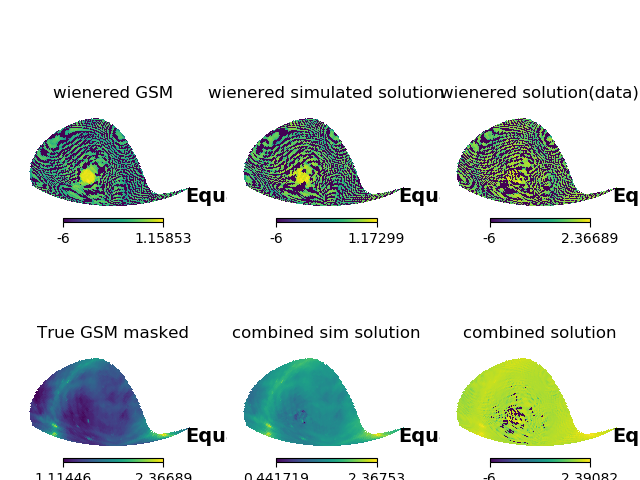 wienered GSM
wienered simulated solution
wienered solution(data)
Equ
Equ
Eq
-6 1.15853
-6 1.17299
-6 2.36689
True GSM masked
combined sim solution
combined solution
Equ
Equ
Eq
1.11446 2.36689
0.441719 2.36753
-6 2.39082